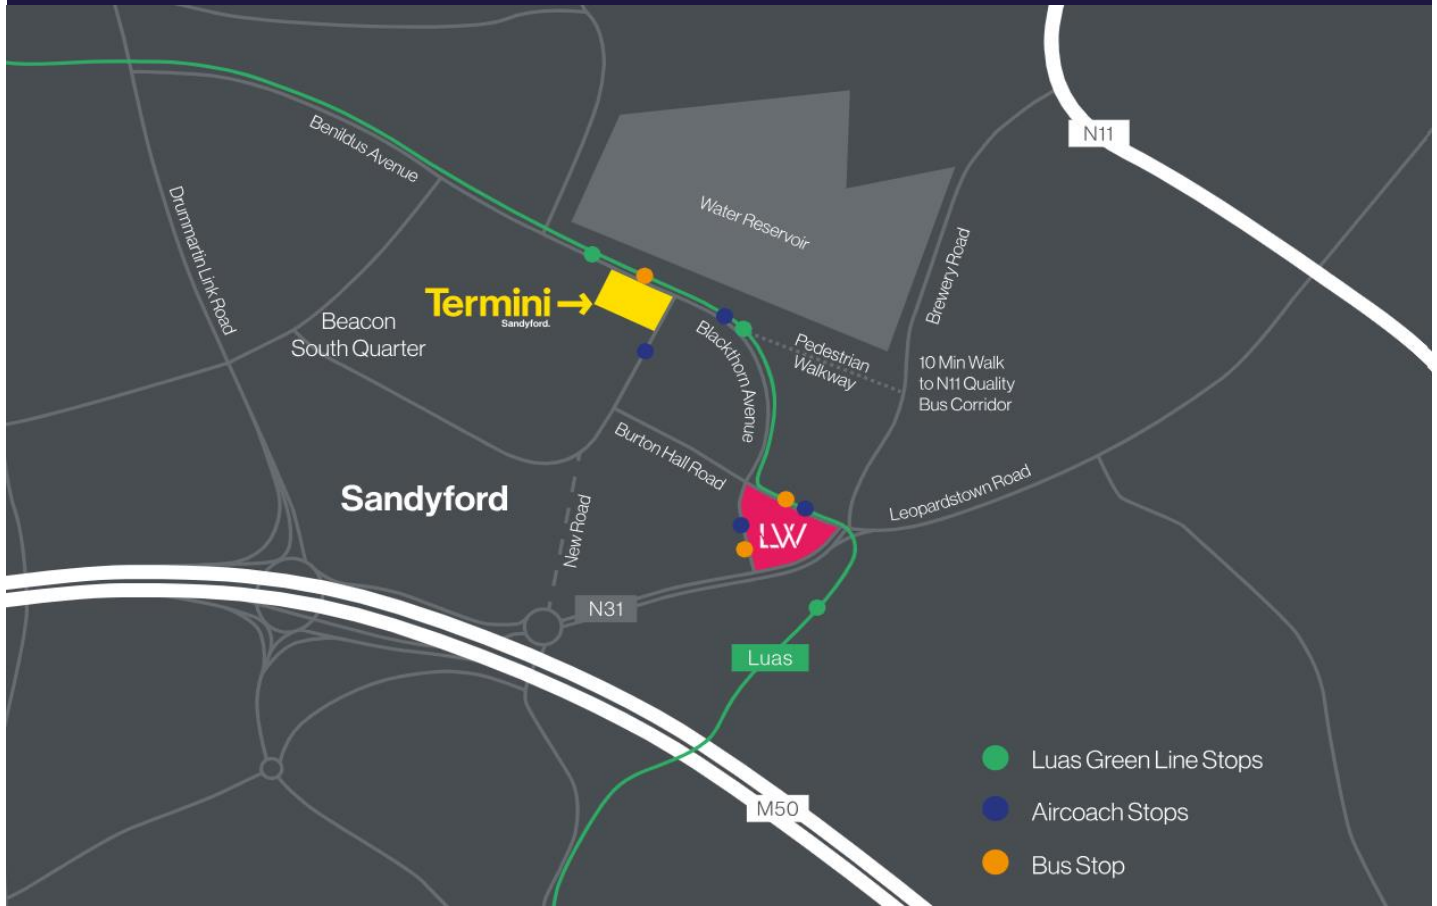 N11
Benildus Avenue
Drummartin Link Road
Water Reservoir
Brewery Road
Termini
Sandyford.
Beacon
South Quarter
Blackthorn Avenue
Pedestrian
Walkway
10 Min Walk
to N11 Quality
Bus Corridor
Burton Hall Road
Sandyford
Leopardstown Road
New Road
LW
N31
Luas
M50
Luas Green Line Stops
Aircoach Stops
Bus Stop